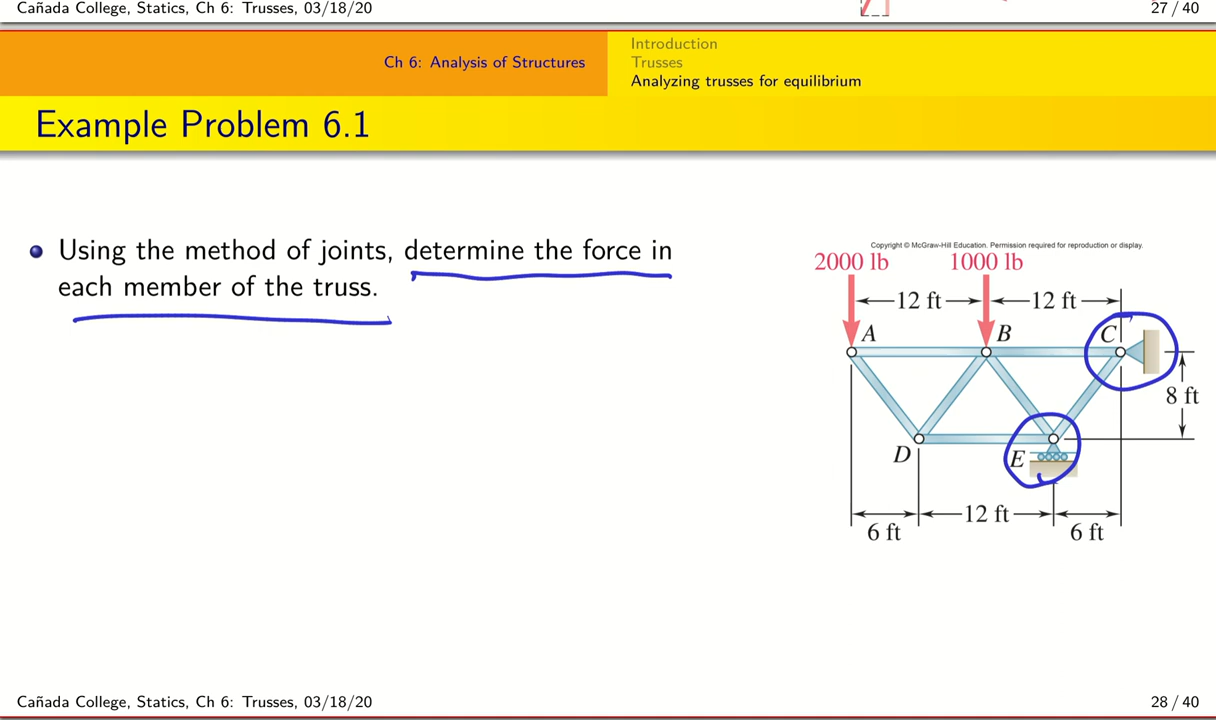 Cañada College, Statics, Ch 6: Trusses, 03/18/20
27 / 40
Ch 6: Analysis of Structures
Introduction
Trusses
Analyzing trusses for equilibrium
Example Problem 6.1
Using the method of joints, determine the force in
each member of the truss.
Copyright © McGraw-Hill Education. Permission required for reproduction or display.
2000 lb
1000 lb
12 ft
12 ft
A
B
C
8 ft
D
E
12 ft
6 ft
6 ft
Cañada College, Statics, Ch 6: Trusses, 03/18/20
28 / 40